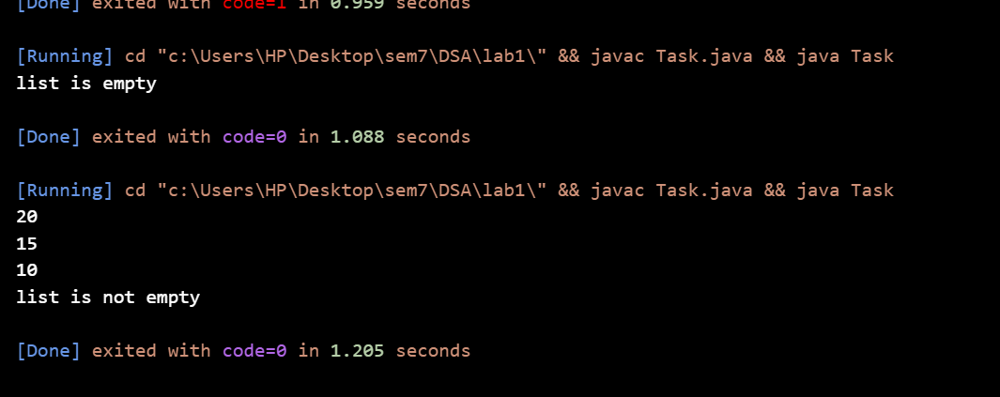 [Done] exited with code=1 in 0.959 seconds
[Running] cd "c:\Users\HP\Desktop\sem7\DSA\lab1\" && javac Task.java && java Task
list is empty
[Done] exited with code=0 in 1.088 seconds
[Running] cd "c:\Users\HP\Desktop\sem7\DSA\lab1\" && javac Task.java && java Task
20
15
10
list is not empty
[Done] exited with code=0 in 1.205 seconds